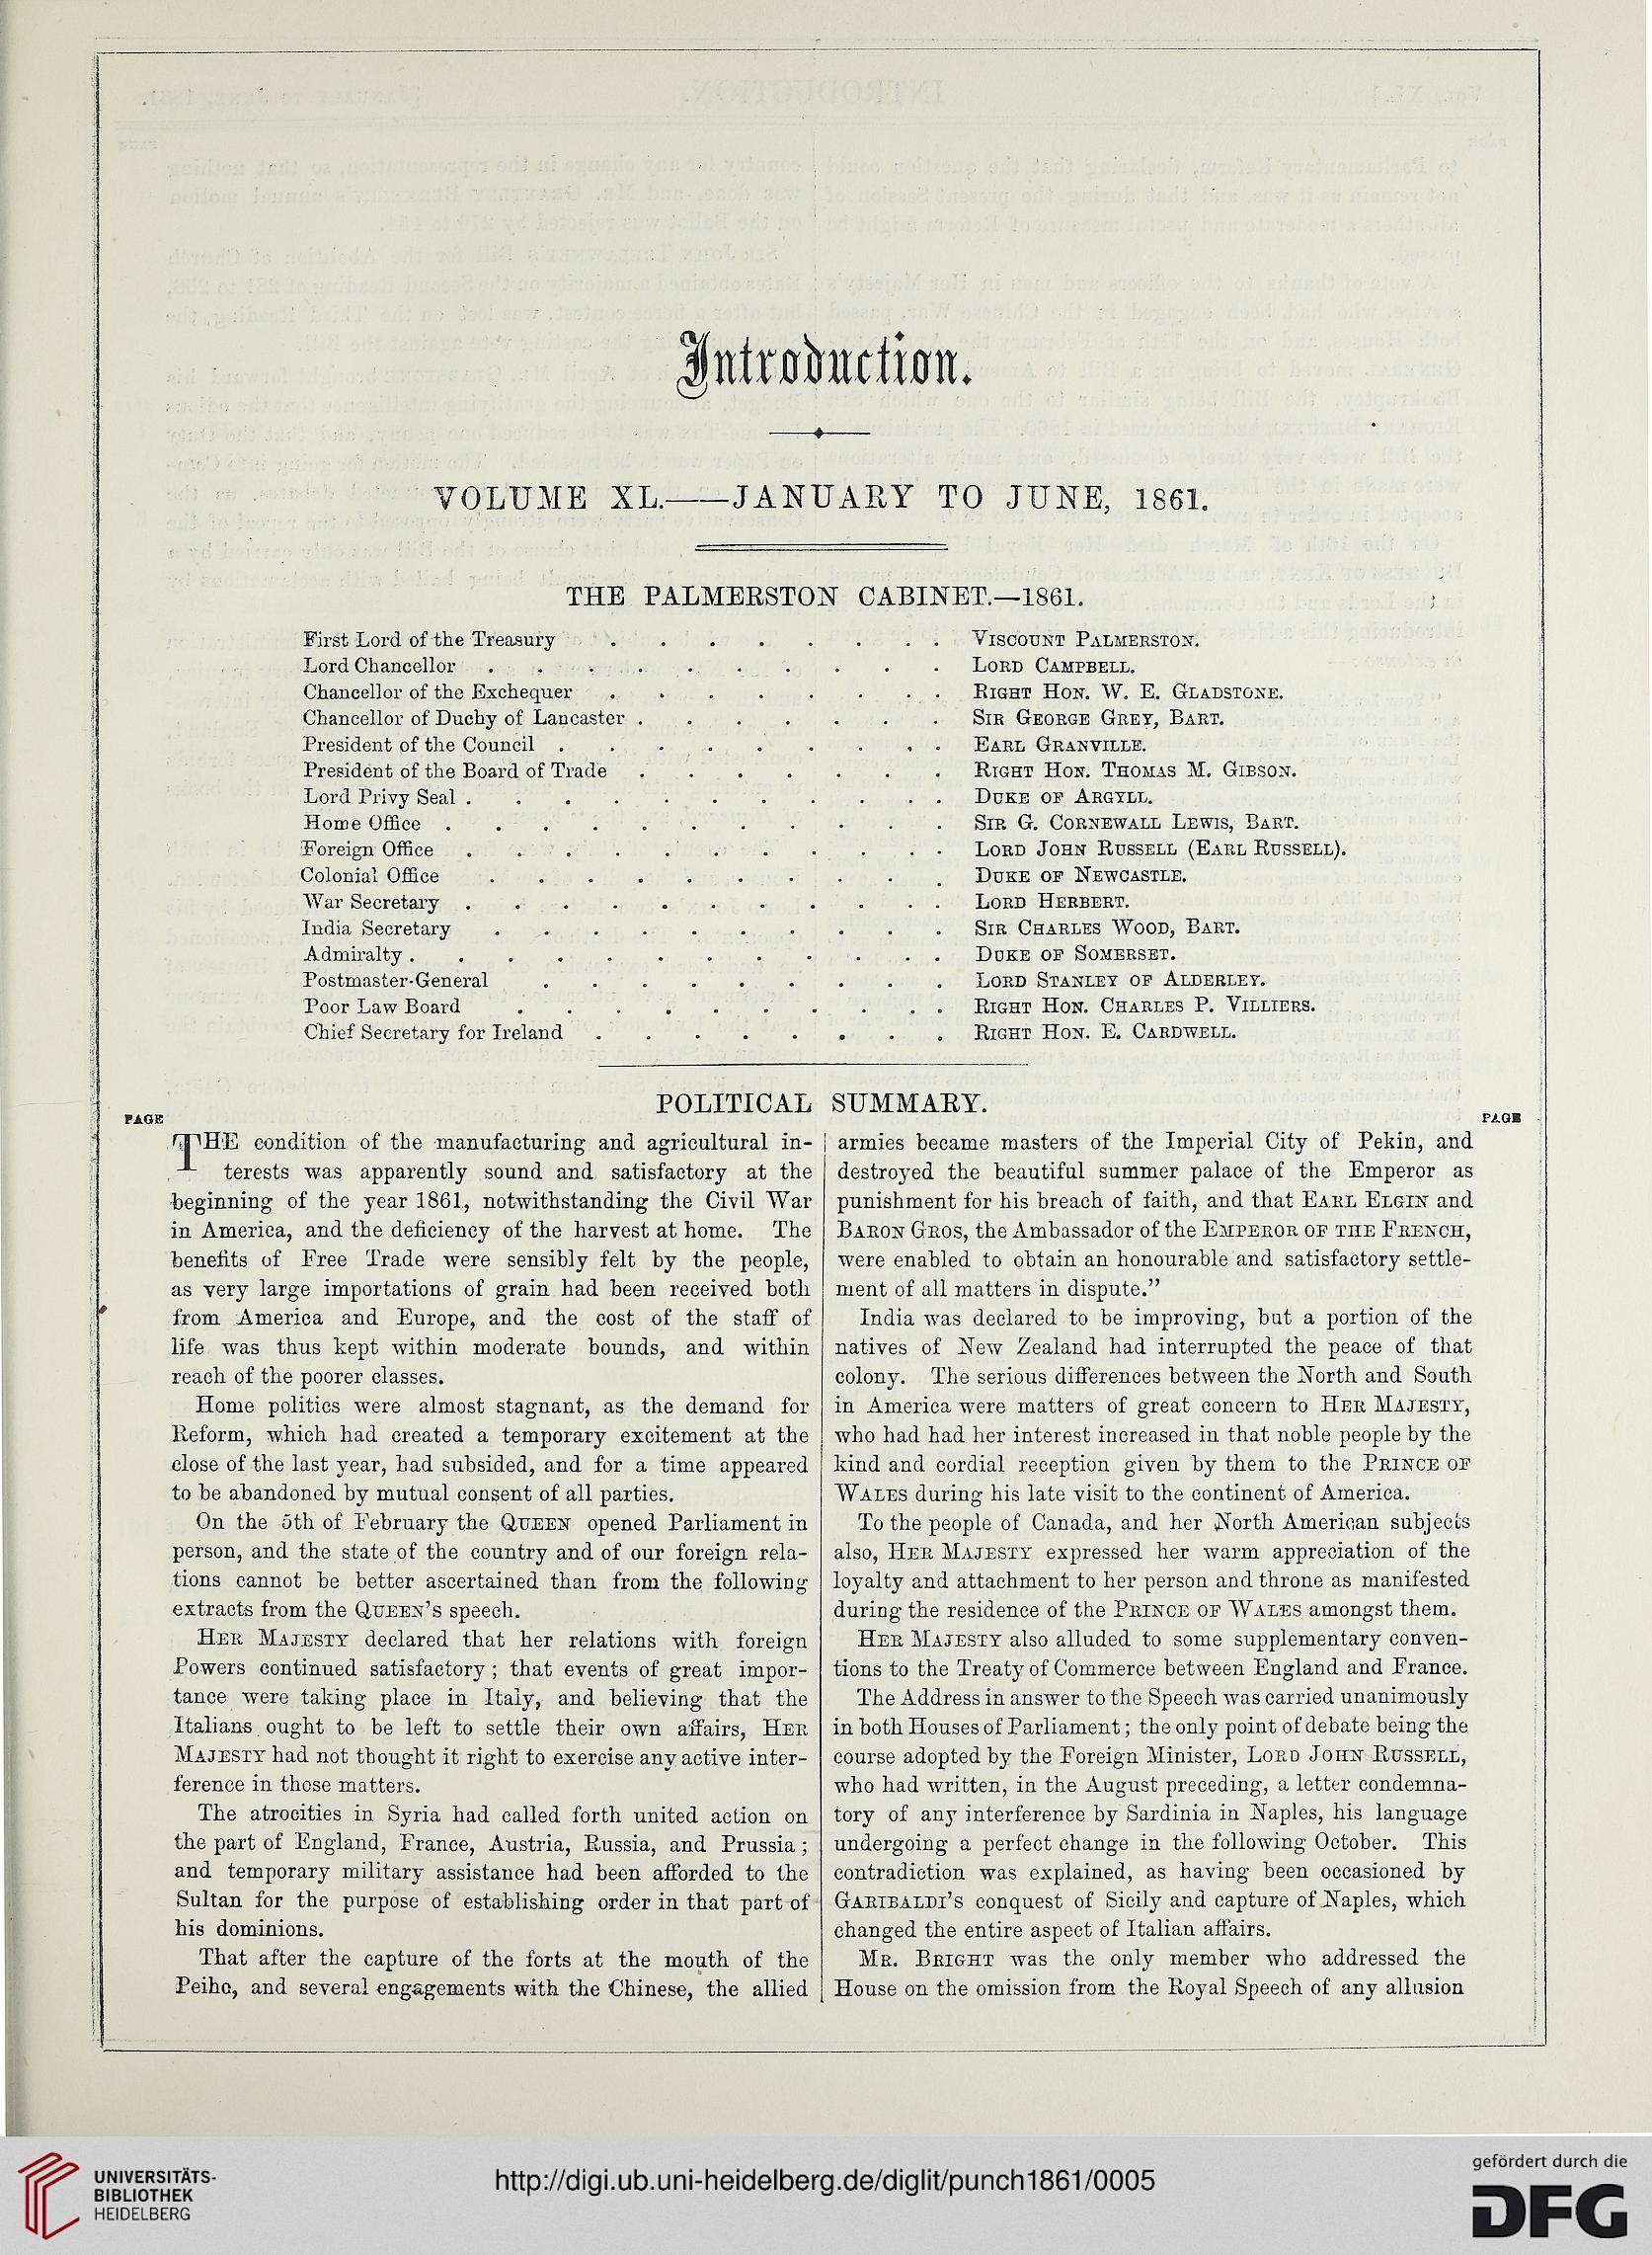 Introduction.
VOLUME XL.——JANUARY TO JUNE, 1861.
THE PALMERSTON CABINET.—1861.
First Lord of the Treasury . . . . . . . . VISCOUNT PALMERSTON.
Lord Chancellor . . . . . . . . . . LORD CAMPBELL.
Chancellor of the Exchequer . . . . . . . . RIGHT HON. W. E. GLADSTONE.
Chancellor of Duchy of Lancaster . . . . . . . SIR GEORGE GREY, BART.
President of the Council . . . . . . . . . EARL GRANVILLE.
President of the Board of Trade . . . . . . . RIGHT HON. THOMAS M. GIBSON.
Lord Privy Seal . . . . . . . . . . . DUKE OF ARGYLL.
Home Office . . . . . . . . . . . SIR G. CORNEWALL LEWIS, BART.
Foreign Office . . . . . . . . . . . LORD JOHN RUSSELL (EARL RUSSELL).
Colonial Office . . . . . . . . . . DUKE OF NEWCASTLE.
War Secretary . . . . . . . . . . . LORD HERBERT.
India Secretary . . . . . . . . . . SIR CHARLES WOOD, BART.
Admiralty . . . . . . . . . . . . DUKE OF SOMERSET.
Postmaster-General . . . . . . . . . LORD STANLEY OF ALDERLEY.
Poor Law Board . . . . . . . . . . RIGHT HON. CHARLES P. VILLIERS.
Chief Secretary for Ireland . . . . . . . . RIGHT HON. E. CARDWELL.
POLITICAL SUMMARY.
PAGE
THE condition of the manufacturing and agricultural in-
terests was apparently sound and satisfactory at the
beginning of the year 1861, notwithstanding the Civil War
in America, and the deficiency of the harvest at home. The
benefits of Free Trade were sensibly felt by the people,
as very large importations of grain had been received both
from America and Europe, and the cost of the staff of
life was thus kept within moderate bounds, and within
reach of the poorer classes.
Home politics were almost stagnant, as the demand for
Reform, which had created a temporary excitement at the
close of the last year, had subsided, and for a time appeared
to be abandoned by mutual consent of all parties.
On the 5th of February the QUEEN opened Parliament in
person, and the state of the country and of our foreign rela-
tions cannot be better ascertained than from the following
extracts from the QUEEN'S speech.
HER MAJESTY declared that her relations with foreign
Powers continued satisfactory; that events of great impor-
tance were taking place in Italy, and believing that the
Italians ought to be left to settle their own affairs, HER
MAJESTY had not thought it right to exercise any active inter-
ference in those matters.
The atrocities in Syria had called forth united action on
the part of England, France, Austria, Russia, and Prussia;
and temporary military assistance had been afforded to the
Sultan for the purpose of establishing order in that part of
his dominions.
That after the capture of the forts at the mouth of the
Peiho, and several engagements with the Chinese, the allied
PAGE
armies became masters of the Imperial City of Pekin, and
destroyed the beautiful summer palace of the Emperor as
punishment for his breach of faith, and that EARL ELGIN and
BARON GROS, the Ambassador of the EMPEROR OF THE FRENCH,
were enabled to obtain an honourable and satisfactory settle-
ment of all matters in dispute."
India was declared to be improving, but a portion of the
natives of New Zealand had interrupted the peace of that
colony. The serious differences between the North and South
in America were matters of great concern to HER MAJESTY,
who had had her interest increased in that noble people by the
kind and cordial reception given by them to the PRINCE OF
WALES during his late visit to the continent of America.
To the people of Canada, and her North American subjects
also, HER MAJESTY expressed her warm appreciation of the
loyalty and attachment to her person and throne as manifested
during the residence of the PRINCE OF WALES amongst them.
HER MAJESTY also alluded to some supplementary conven-
tions to the Treaty of Commerce between England and France.
The Address in answer to the Speech was carried unanimously
in both Houses of Parliament; the only point of debate being the
course adopted by the Foreign Minister, LORD JOHN RUSSELL,
who had written, in the August preceding, a letter condemna-
tory of any interference by Sardinia in Naples, his language
undergoing a perfect change in the following October. This
contradiction was explained, as having been occasioned by
GARIBALDI'S conquest of Sicily and capture of Naples, which
changed the entire aspect of Italian affairs.
MR. BRIGHT was the only member who addressed the
House on the omission from the Royal Speech of any allusion
UNIVERSITÄTS-
BIBLIOTHEK
HEIDELBERG
http://digi.ub.uni-heidelberg.de/diglit/punch1861/0005
gefördert durch die
DFG